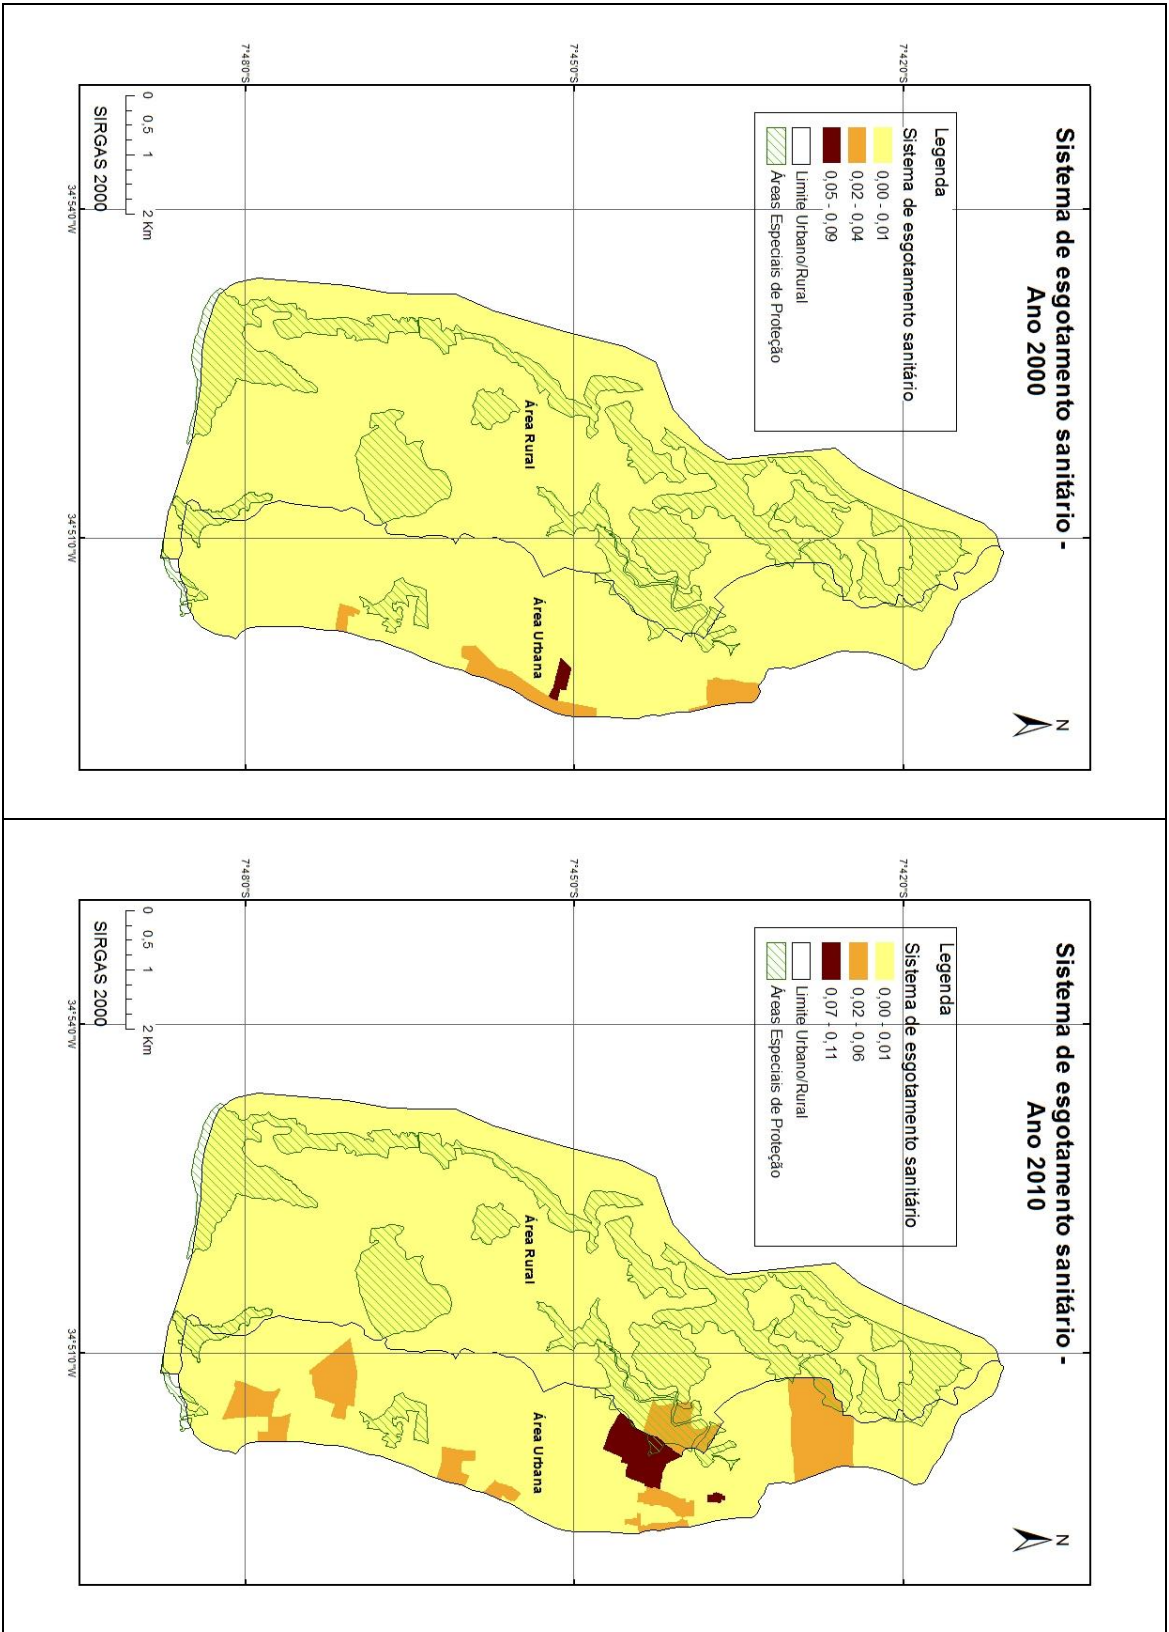 Sistema de esgotamento sanitário -
Ano 2000
N
Legenda
Sistema de esgotamento sanitário
0,00 - 0,01
0,02 - 0,04
0,05 - 0,09
Limite Urbano/Rural
Áreas Especiais de Proteção
7°42'0"S
7°45'0"S
7°48'0"S
Área Rural
Área Urbana
0 0,5 1 2 Km
SIRGAS 2000
34°54'0"W
34°51'0"W
Sistema de esgotamento sanitário -
Ano 2010
N
Legenda
Sistema de esgotamento sanitário
0,00 - 0,01
0,02 - 0,06
0,07 - 0,11
Limite Urbano/Rural
Áreas Especiais de Proteção
7°42'0"S
7°45'0"S
7°48'0"S
Área Rural
Área Urbana
0 0,5 1 2 Km
SIRGAS 2000
34°54'0"W
34°51'0"W